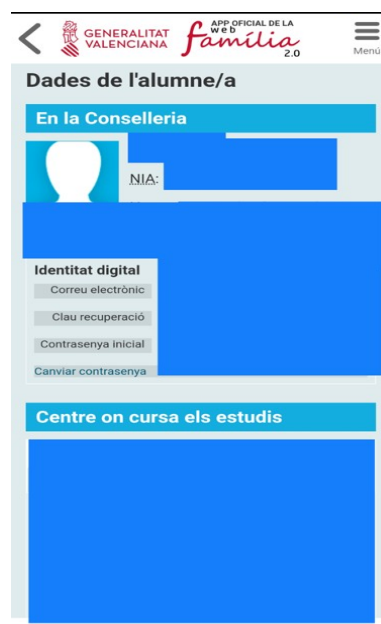 GENERALITAT
VALENCIANA
APP OFICIAL DE LA
web
Família
2.0
Menú
Dades de l'alumne/a
En la Conselleria
NIA:
Identitat digital
Correu electrònic
Clau recuperació
Contrasenya inicial
Canviar contrasenya
Centre on cursa els estudis